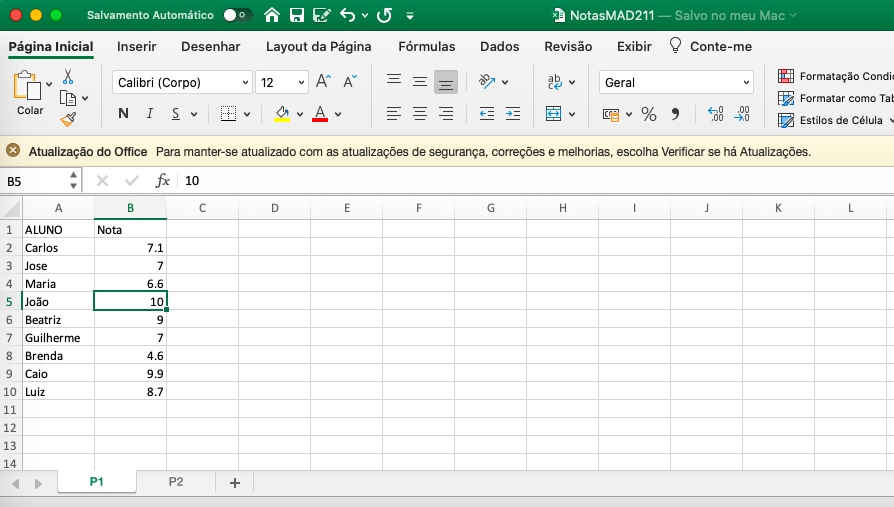 Salvamento Automático
NotasMAD211 — Salvo no meu Mac
Página Inicial Inserir Desenhar Layout da Página Fórmulas Dados Revisão Exibir Conte-me
Colar
Calibri (Corpo) 12 A A
N I S A
ab
Geral
% 000
Formatação Condi
Formatar como Tab
Estilos de Célula
Atualização do Office Para manter-se atualizado com as atualizações de segurança, correções e melhorias, escolha Verificar se há Atualizações.
B5 fx 10
A B C D E F G H I J K L
1 ALUNO Nota
2 Carlos 7.1
3 Jose 7
4 Maria 6.6
5 João 10
6 Beatriz 9
7 Guilherme 7
8 Brenda 4.6
9 Caio 9.9
10 Luiz 8.7
11
12
13
14
P1 P2 +